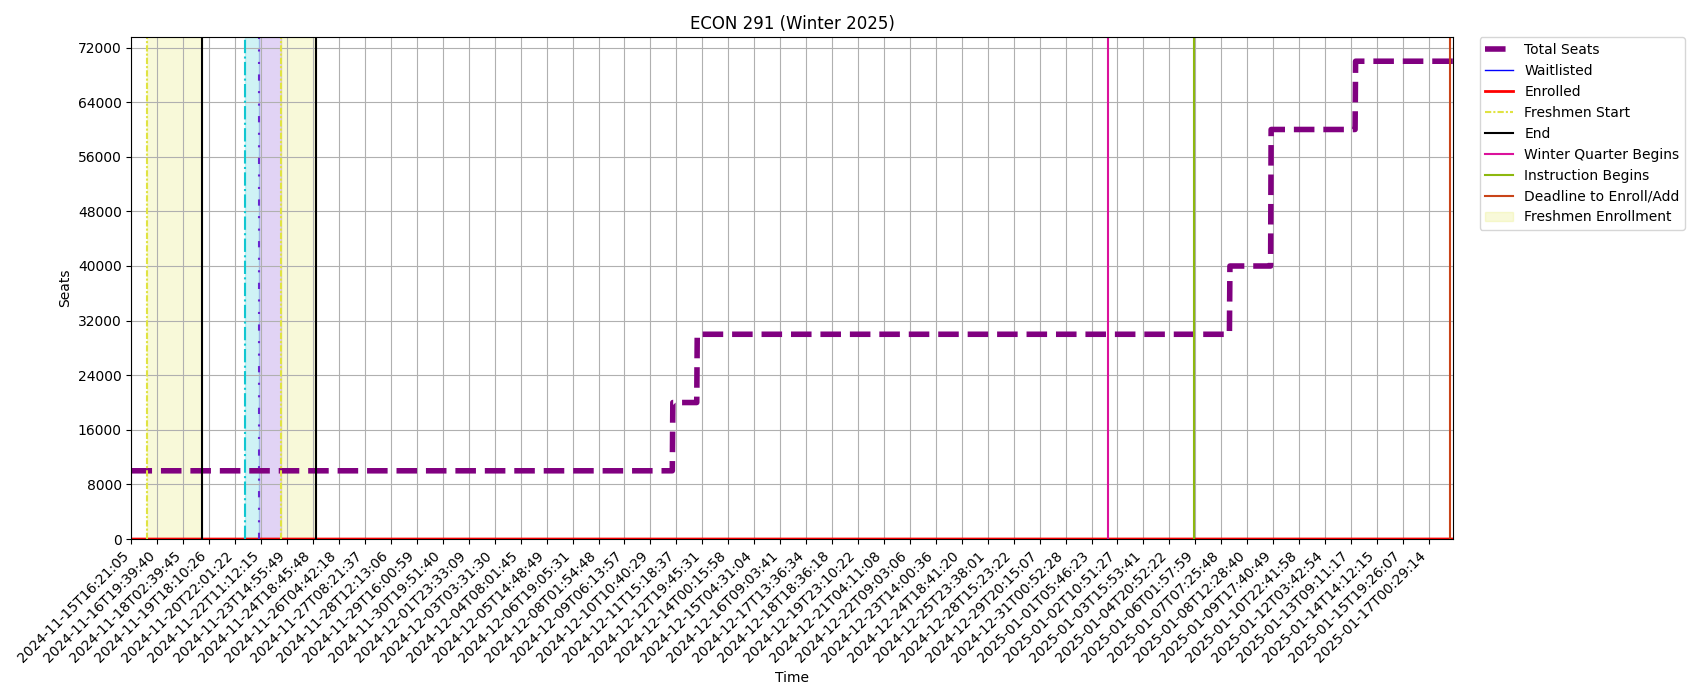 ECON 291 (Winter 2025)
72000
64000
56000
48000
40000
32000
24000
16000
8000
0
Seats
Total Seats
Waitlisted
Enrolled
Freshmen Start
End
Winter Quarter Begins
Instruction Begins
Deadline to Enroll/Add
Freshmen Enrollment
2024-11-15T16:21:05
2024-11-16T19:39:40
2024-11-18T02:39:45
2024-11-19T18:10:26
2024-11-20T22:01:22
2024-11-22T11:12:15
2024-11-23T14:55:49
2024-11-24T18:45:48
2024-11-26T04:42:18
2024-11-27T08:21:37
2024-11-28T12:13:06
2024-11-29T16:00:59
2024-11-30T19:51:40
2024-12-01T23:33:09
2024-12-03T03:31:30
2024-12-04T08:01:45
2024-12-05T14:48:49
2024-12-06T19:05:31
2024-12-08T01:54:48
2024-12-09T06:13:57
2024-12-10T10:40:29
2024-12-11T15:18:37
2024-12-12T19:45:31
2024-12-14T00:15:58
2024-12-15T04:31:04
2024-12-16T09:03:41
2024-12-17T13:36:34
2024-12-18T18:36:18
2024-12-19T23:10:22
2024-12-21T04:11:08
2024-12-22T09:03:06
2024-12-23T14:00:36
2024-12-24T18:41:20
2024-12-25T23:38:01
2024-12-28T15:23:22
2024-12-29T20:15:07
2024-12-31T00:52:28
2025-01-01T05:46:23
2025-01-02T10:51:27
2025-01-03T15:53:41
2025-01-04T20:52:22
2025-01-06T01:57:59
2025-01-07T07:25:48
2025-01-08T12:28:40
2025-01-09T17:40:49
2025-01-10T22:41:58
2025-01-12T03:42:54
2025-01-13T09:11:17
2025-01-14T14:12:15
2025-01-15T19:26:07
2025-01-17T00:29:14
Time